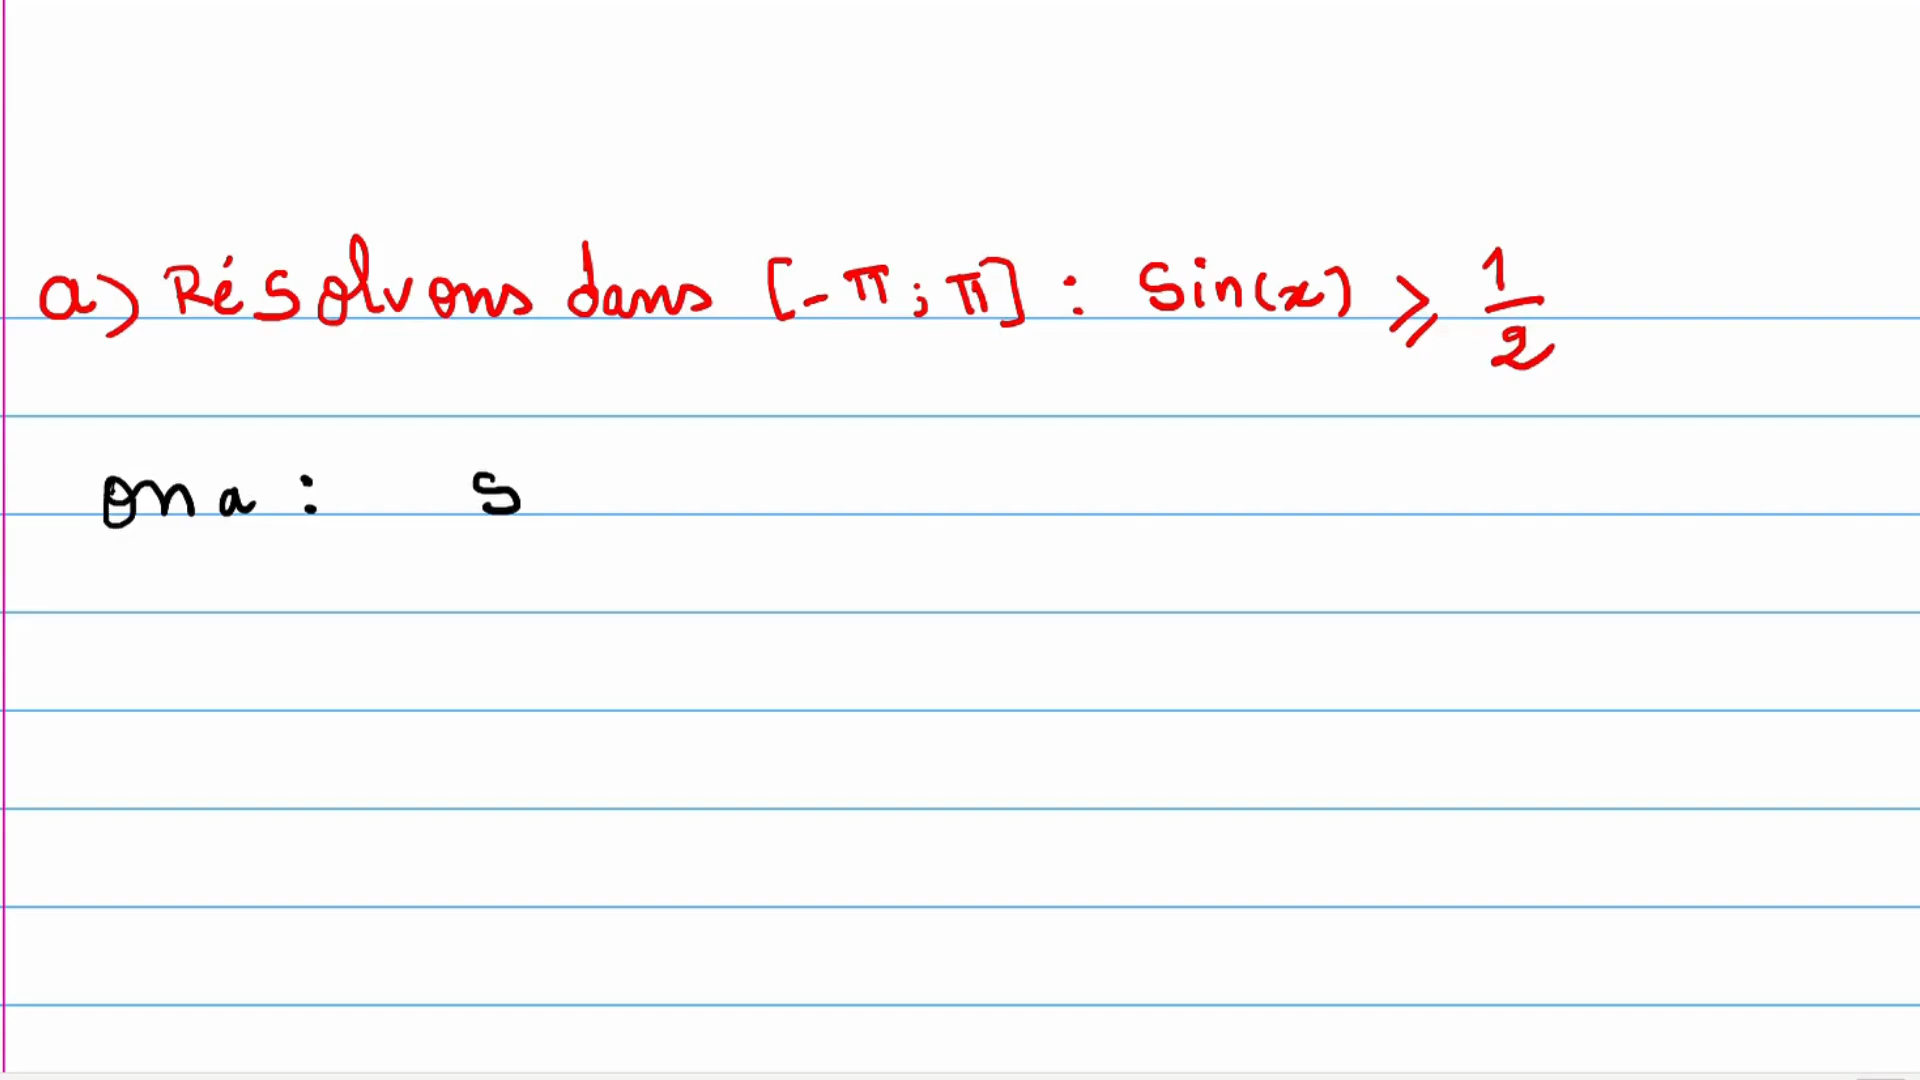 a) Résolvons dans [-π ; π] : Sin(x) ⩾ 1/2
on a : S